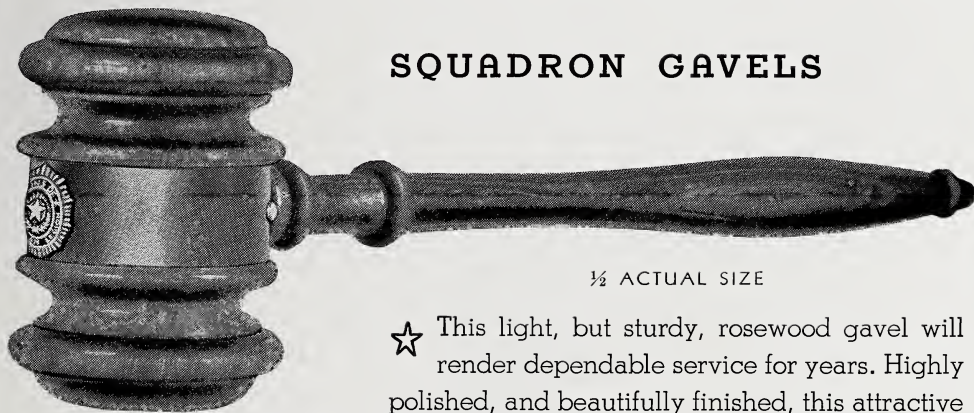 SQUADRON GAVELS
½ ACTUAL SIZE
This light, but sturdy, rosewood gavel will
render dependable service for years. Highly
polished, and beautifully finished, this attractive